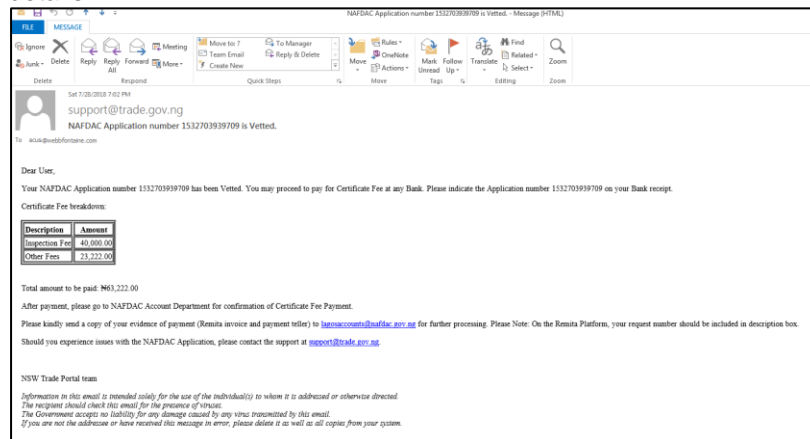 NAFDAC Application number 1532703939709 is Vetted. - Message (HTML)
FILE MESSAGE
Ignore
Junk
Delete
Reply
Reply All
Forward
Meeting
More
Move to: ?
Team Email
Create New
To Manager
Reply & Delete
Move
Rules
OneNote
Actions
Mark Unread
Follow Up
Translate
Find
Related
Select
Zoom
Delete Respond Quick Steps Move Tags Editing Zoom
support@trade.gov.ng
NAFDAC Application number 1532703939709 is Vetted.
Dear User,
Your NAFDAC Application number 1532703939709 has been Vetted. You may proceed to pay for Certificate Fee at any Bank. Please indicate the Application number 1532703939709 on your Bank receipt.
Certificate Fee breakdown:
Description Amount
Inspection Fee 40,000.00
Other Fees 23,222.00
Total amount to be paid: ₦63,222.00
After payment, please go to NAFDAC Account Department for confirmation of Certificate Fee Payment.
Please kindly send a copy of your evidence of payment (Remita invoice and payment teller) to lagosaccounts@nafdac.gov.ng for further processing. Please Note: On the Remita Platform, your request number should be included in description box.
Should you experience issues with the NAFDAC Application, please contact the support at support@trade.gov.ng.
NSW Trade Portal team
Information in this email is intended solely for the use of the individual(s) to whom it is addressed or otherwise directed.
The recipient should check this email for the presence of viruses.
The Government accepts no liability for any damage caused by any virus transmitted by this email.
If you are not the addressee or have received this message in error, please delete it as well as all copies from your system.